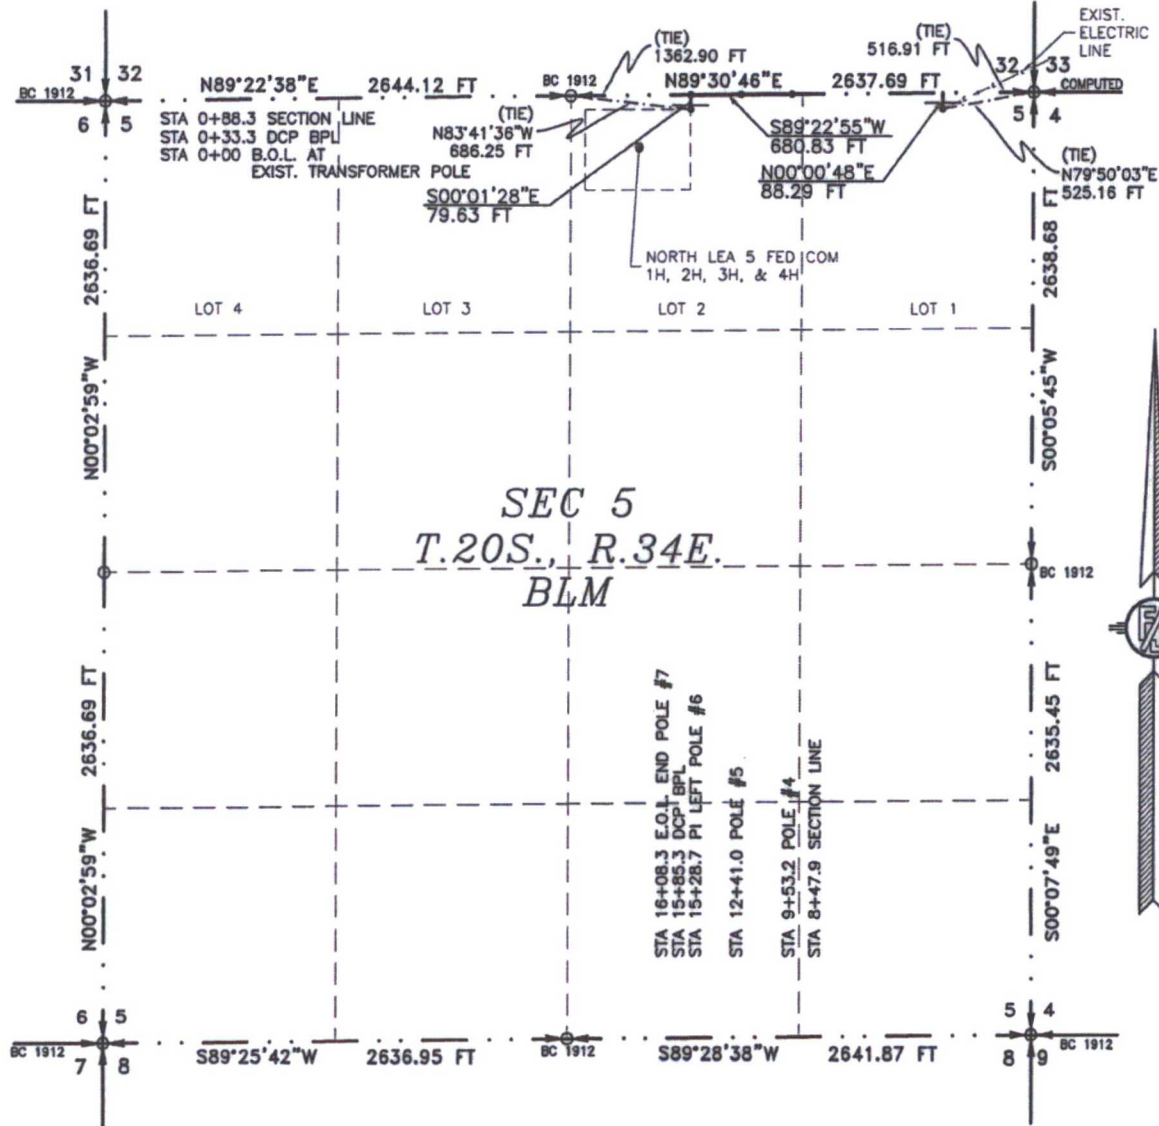 EXIST.
ELECTRIC
LINE
(TIE)
516.91 FT
(TIE)
1362.90 FT
31 32
BC 1912
N89°22'38"E 2644.12 FT
BC 1912
N89°30'46"E 2637.69 FT
32 33
COMPUTED
6 5
5 4
STA 0+88.3 SECTION LINE
STA 0+33.3 DCP BPL
STA 0+00 B.O.L. AT
EXIST. TRANSFORMER POLE
(TIE)
N83°41'36"W
686.25 FT
S89°22'55"W
680.83 FT
(TIE)
N79°50'03"E
525.16 FT
N00°00'48"E
88.29 FT
S00°01'28"E
79.63 FT
2636.69 FT
2638.68 FT
NORTH LEA 5 FED COM
1H, 2H, 3H, & 4H
LOT 4
LOT 3
LOT 2
LOT 1
N00°02'59"W
S00°05'45"W
SEC 5
T.20S., R.34E.
BLM
BC 1912
2636.69 FT
2635.45 FT
STA 16+08.3 E.O.L. END POLE #7
STA 15+85.3 DCP BPL
STA 15+28.7 PI LEFT POLE #6
STA 12+41.0 POLE #5
STA 9+53.2 POLE #4
STA 8+47.9 SECTION LINE
N00°02'59"W
S00°07'49"E
6 5
BC 1912
7 8
S89°25'42"W 2636.95 FT
BC 1912
S89°28'38"W 2641.87 FT
5 4
BC 1912
8 9